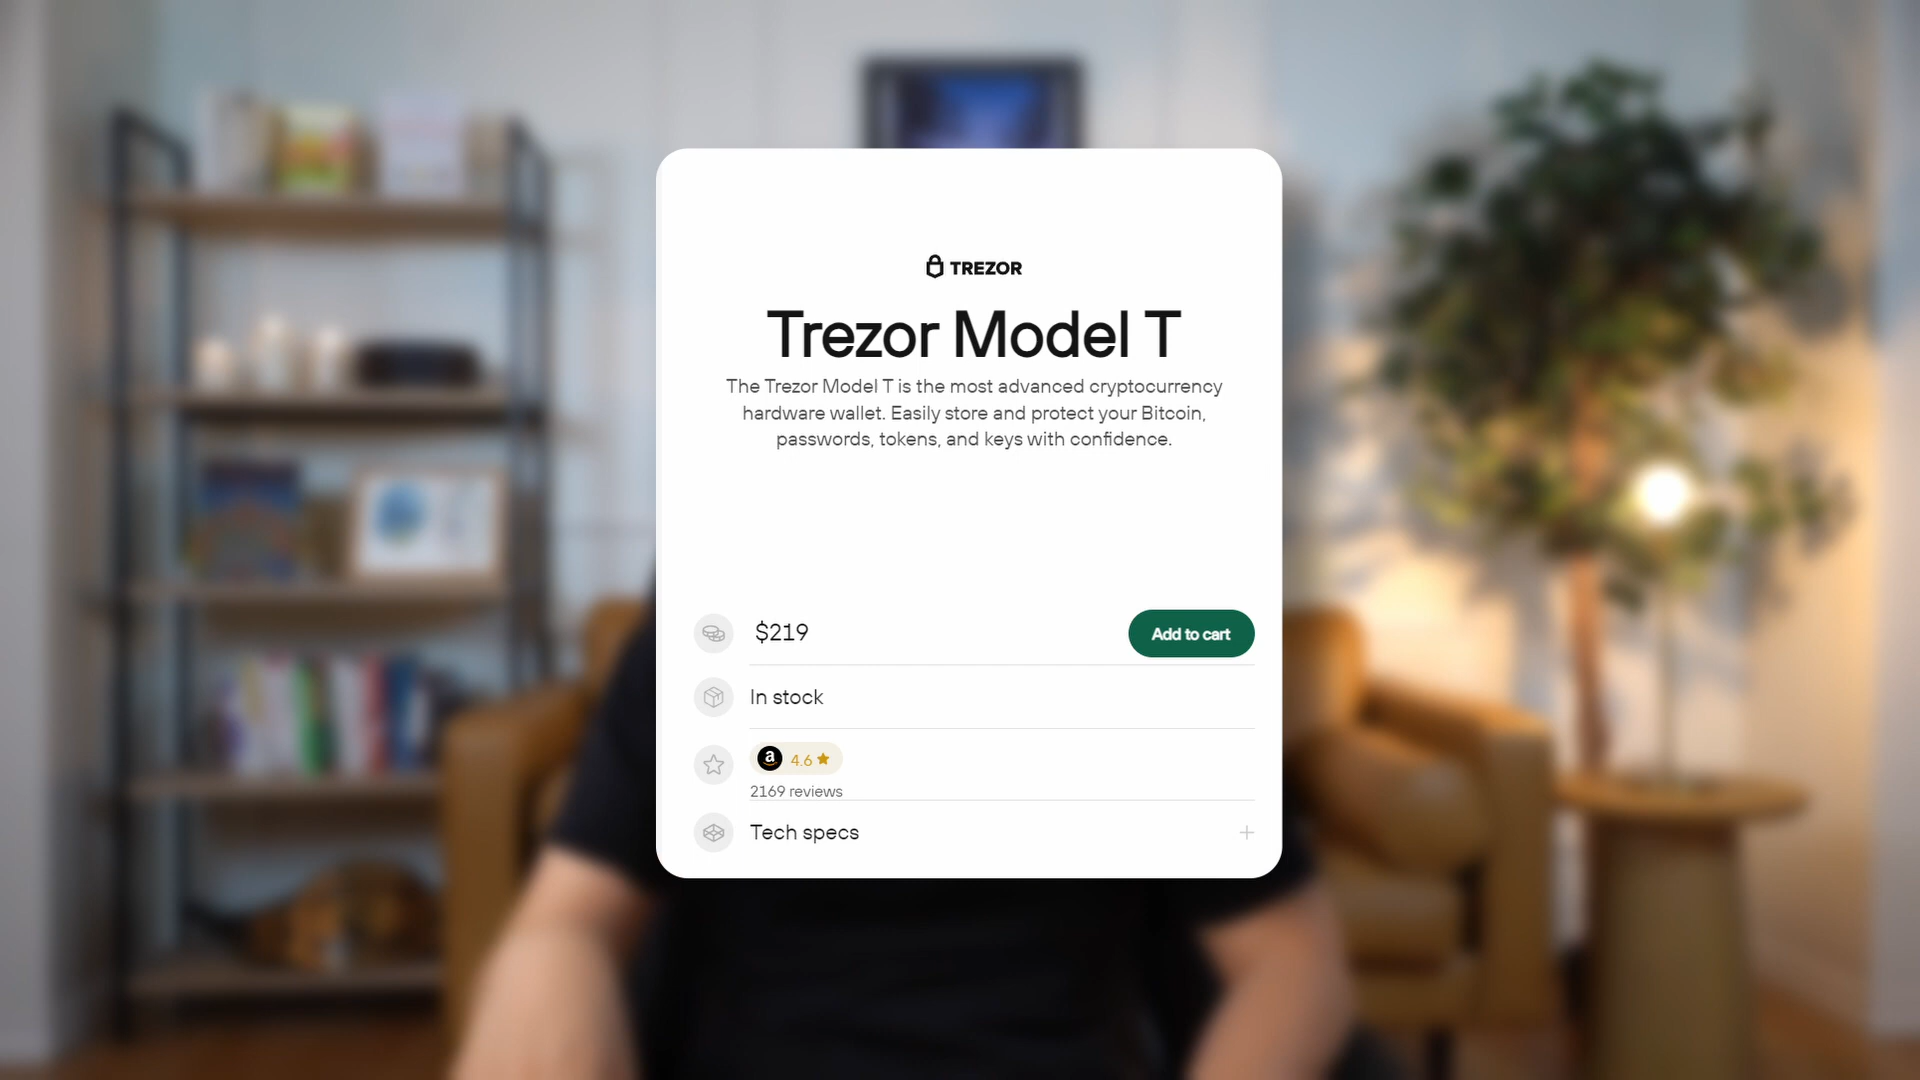 TREZOR
Trezor Model T
The Trezor Model T is the most advanced cryptocurrency
hardware wallet. Easily store and protect your Bitcoin,
passwords, tokens, and keys with confidence.
$219
Add to cart
In stock
a 4.6
2169 reviews
Tech specs